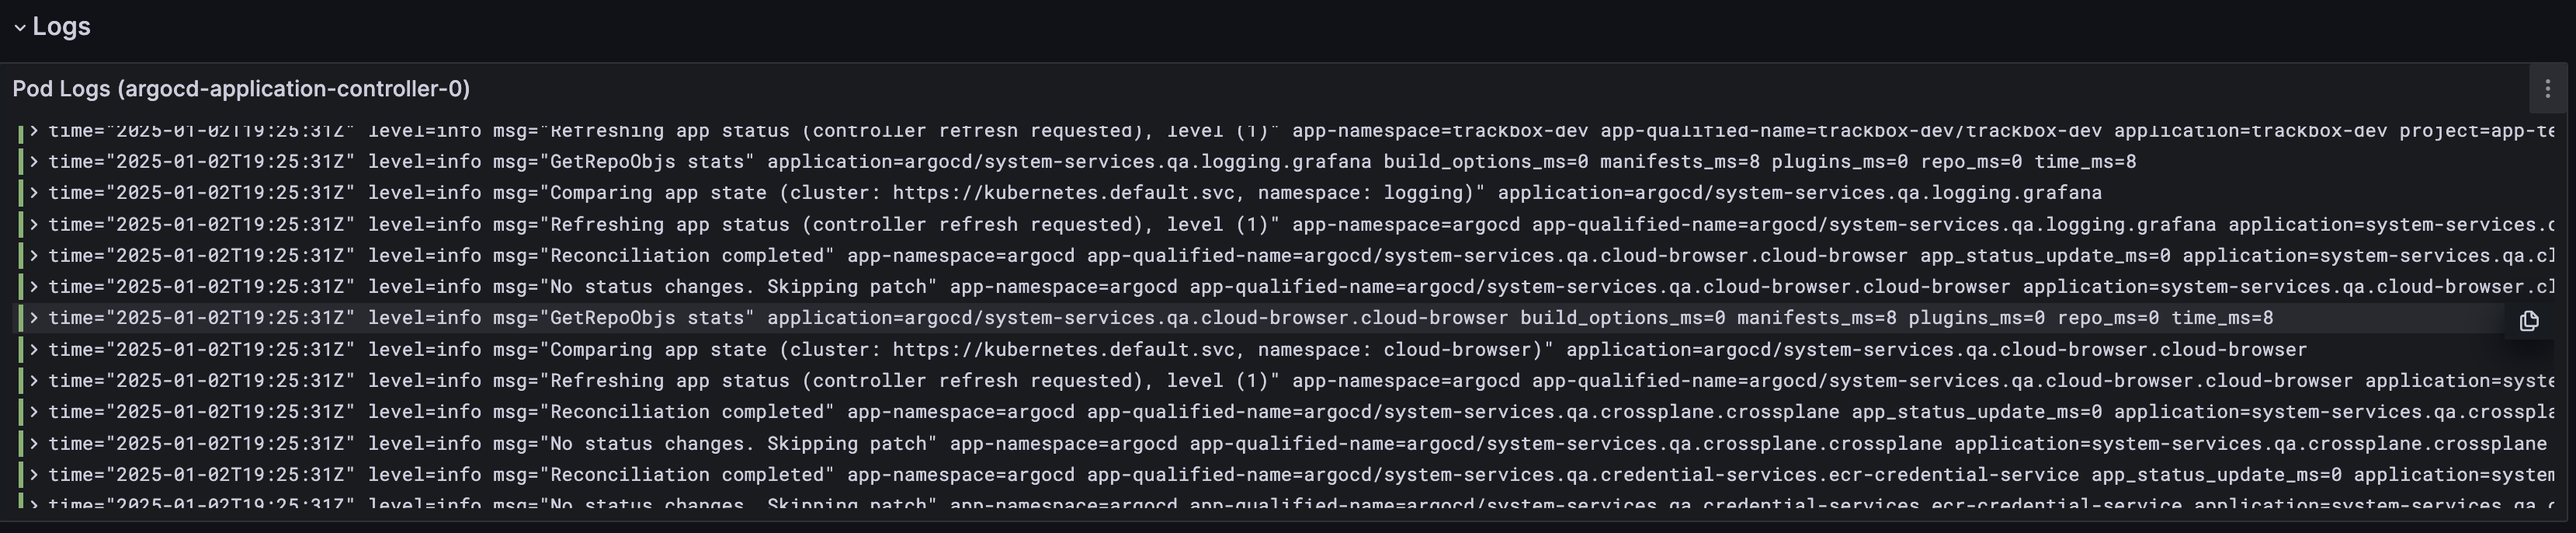 Logs
Pod Logs (argocd-application-controller-0)
time="2025-01-02T19:25:31Z" level=info msg="Refreshing app status (controller refresh requested), level (1)" app-namespace=trackbox-dev app-qualified-name=trackbox-dev/trackbox-dev application=trackbox-dev project=app-te
time="2025-01-02T19:25:31Z" level=info msg="GetRepoObjs stats" application=argocd/system-services.qa.logging.grafana build_options_ms=0 manifests_ms=8 plugins_ms=0 repo_ms=0 time_ms=8
time="2025-01-02T19:25:31Z" level=info msg="Comparing app state (cluster: https://kubernetes.default.svc, namespace: logging)" application=argocd/system-services.qa.logging.grafana
time="2025-01-02T19:25:31Z" level=info msg="Refreshing app status (controller refresh requested), level (1)" app-namespace=argocd app-qualified-name=argocd/system-services.qa.logging.grafana application=system-services.q
time="2025-01-02T19:25:31Z" level=info msg="Reconciliation completed" app-namespace=argocd app-qualified-name=argocd/system-services.qa.cloud-browser.cloud-browser app_status_update_ms=0 application=system-services.qa.cl
time="2025-01-02T19:25:31Z" level=info msg="No status changes. Skipping patch" app-namespace=argocd app-qualified-name=argocd/system-services.qa.cloud-browser.cloud-browser application=system-services.qa.cloud-browser.cl
time="2025-01-02T19:25:31Z" level=info msg="GetRepoObjs stats" application=argocd/system-services.qa.cloud-browser.cloud-browser build_options_ms=0 manifests_ms=8 plugins_ms=0 repo_ms=0 time_ms=8
time="2025-01-02T19:25:31Z" level=info msg="Comparing app state (cluster: https://kubernetes.default.svc, namespace: cloud-browser)" application=argocd/system-services.qa.cloud-browser.cloud-browser
time="2025-01-02T19:25:31Z" level=info msg="Refreshing app status (controller refresh requested), level (1)" app-namespace=argocd app-qualified-name=argocd/system-services.qa.cloud-browser.cloud-browser application=syste
time="2025-01-02T19:25:31Z" level=info msg="Reconciliation completed" app-namespace=argocd app-qualified-name=argocd/system-services.qa.crossplane.crossplane app_status_update_ms=0 application=system-services.qa.crosspla
time="2025-01-02T19:25:31Z" level=info msg="No status changes. Skipping patch" app-namespace=argocd app-qualified-name=argocd/system-services.qa.crossplane.crossplane application=system-services.qa.crossplane.crossplane
time="2025-01-02T19:25:31Z" level=info msg="Reconciliation completed" app-namespace=argocd app-qualified-name=argocd/system-services.qa.credential-services.ecr-credential-service app_status_update_ms=0 application=system
time="2025-01-02T19:25:31Z" level=info msg="No status changes. Skipping patch" app-namespace=argocd app-qualified-name=argocd/system-services.qa.credential-services.ecr-credential-service application=system-services.qa.c